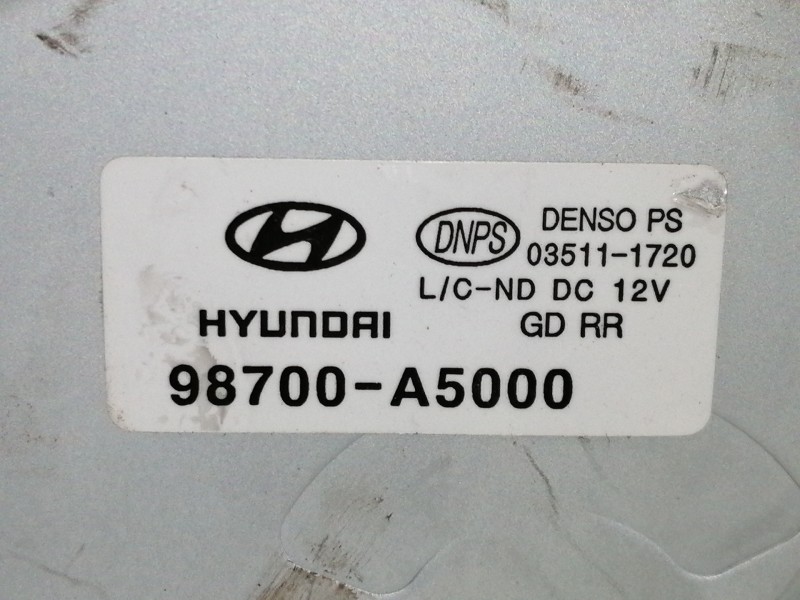 DNPS DENSO PS
03511-1720
L/C-ND DC 12V
HYUNDAI GD RR
98700-A5000